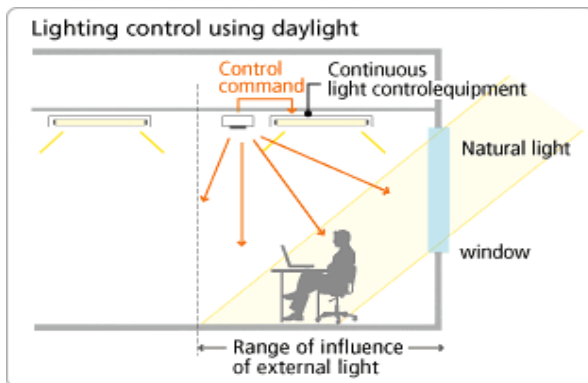 Lighting control using daylight
Control
command
Continuous
light controlequipment
Natural light
window
Range of influence
of external light